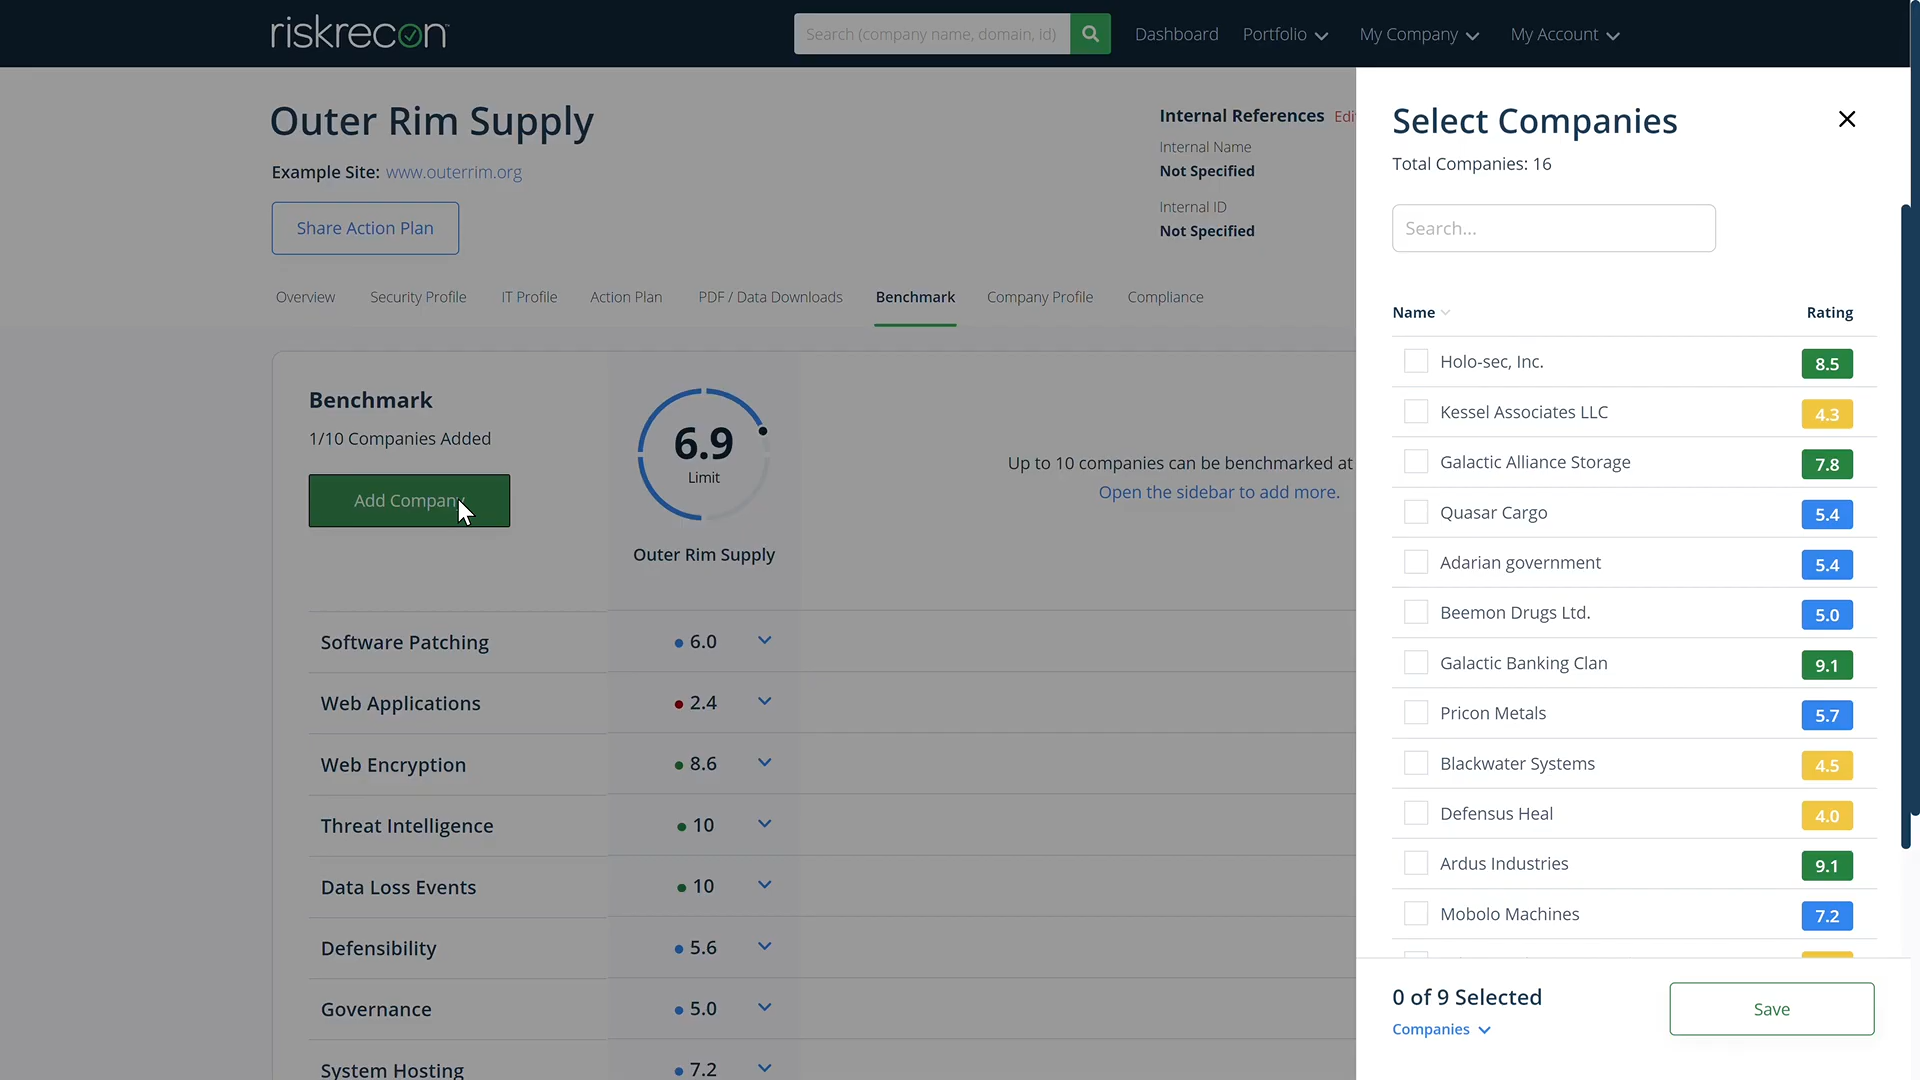 riskrecon
Search (company name, domain, id)
Dashboard
Portfolio
My Company
My Account
Outer Rim Supply
Example Site: www.outerrim.org
Share Action Plan
Internal References Edi
Internal Name
Not Specified
Internal ID
Not Specified
Overview
Security Profile
IT Profile
Action Plan
PDF / Data Downloads
Benchmark
Company Profile
Compliance
Benchmark
1/10 Companies Added
Add Company
6.9
Limit
Outer Rim Supply
Up to 10 companies can be benchmarked at
Open the sidebar to add more.
Software Patching 6.0
Web Applications 2.4
Web Encryption 8.6
Threat Intelligence 10
Data Loss Events 10
Defensibility 5.6
Governance 5.0
System Hosting 7.2
Select Companies
Total Companies: 16
Search...
Name Rating
Holo-sec, Inc. 8.5
Kessel Associates LLC 4.3
Galactic Alliance Storage 7.8
Quasar Cargo 5.4
Adarian government 5.4
Beemon Drugs Ltd. 5.0
Galactic Banking Clan 9.1
Pricon Metals 5.7
Blackwater Systems 4.5
Defensus Heal 4.0
Ardus Industries 9.1
Mobolo Machines 7.2
0 of 9 Selected
Companies
Save